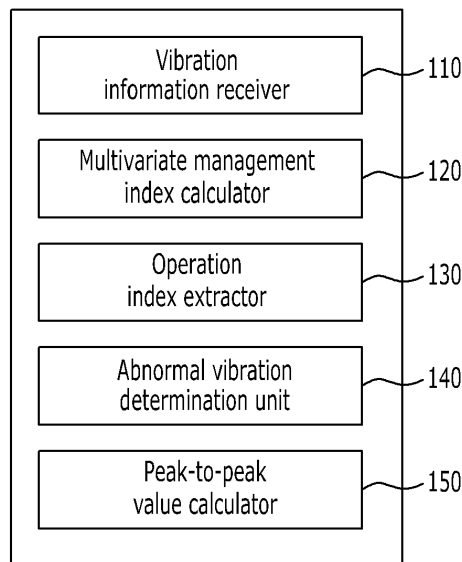 Vibration
information receiver
110
Multivariate management
index calculator
120
Operation
index extractor
130
Abnormal vibration
determination unit
140
Peak-to-peak
value calculator
150